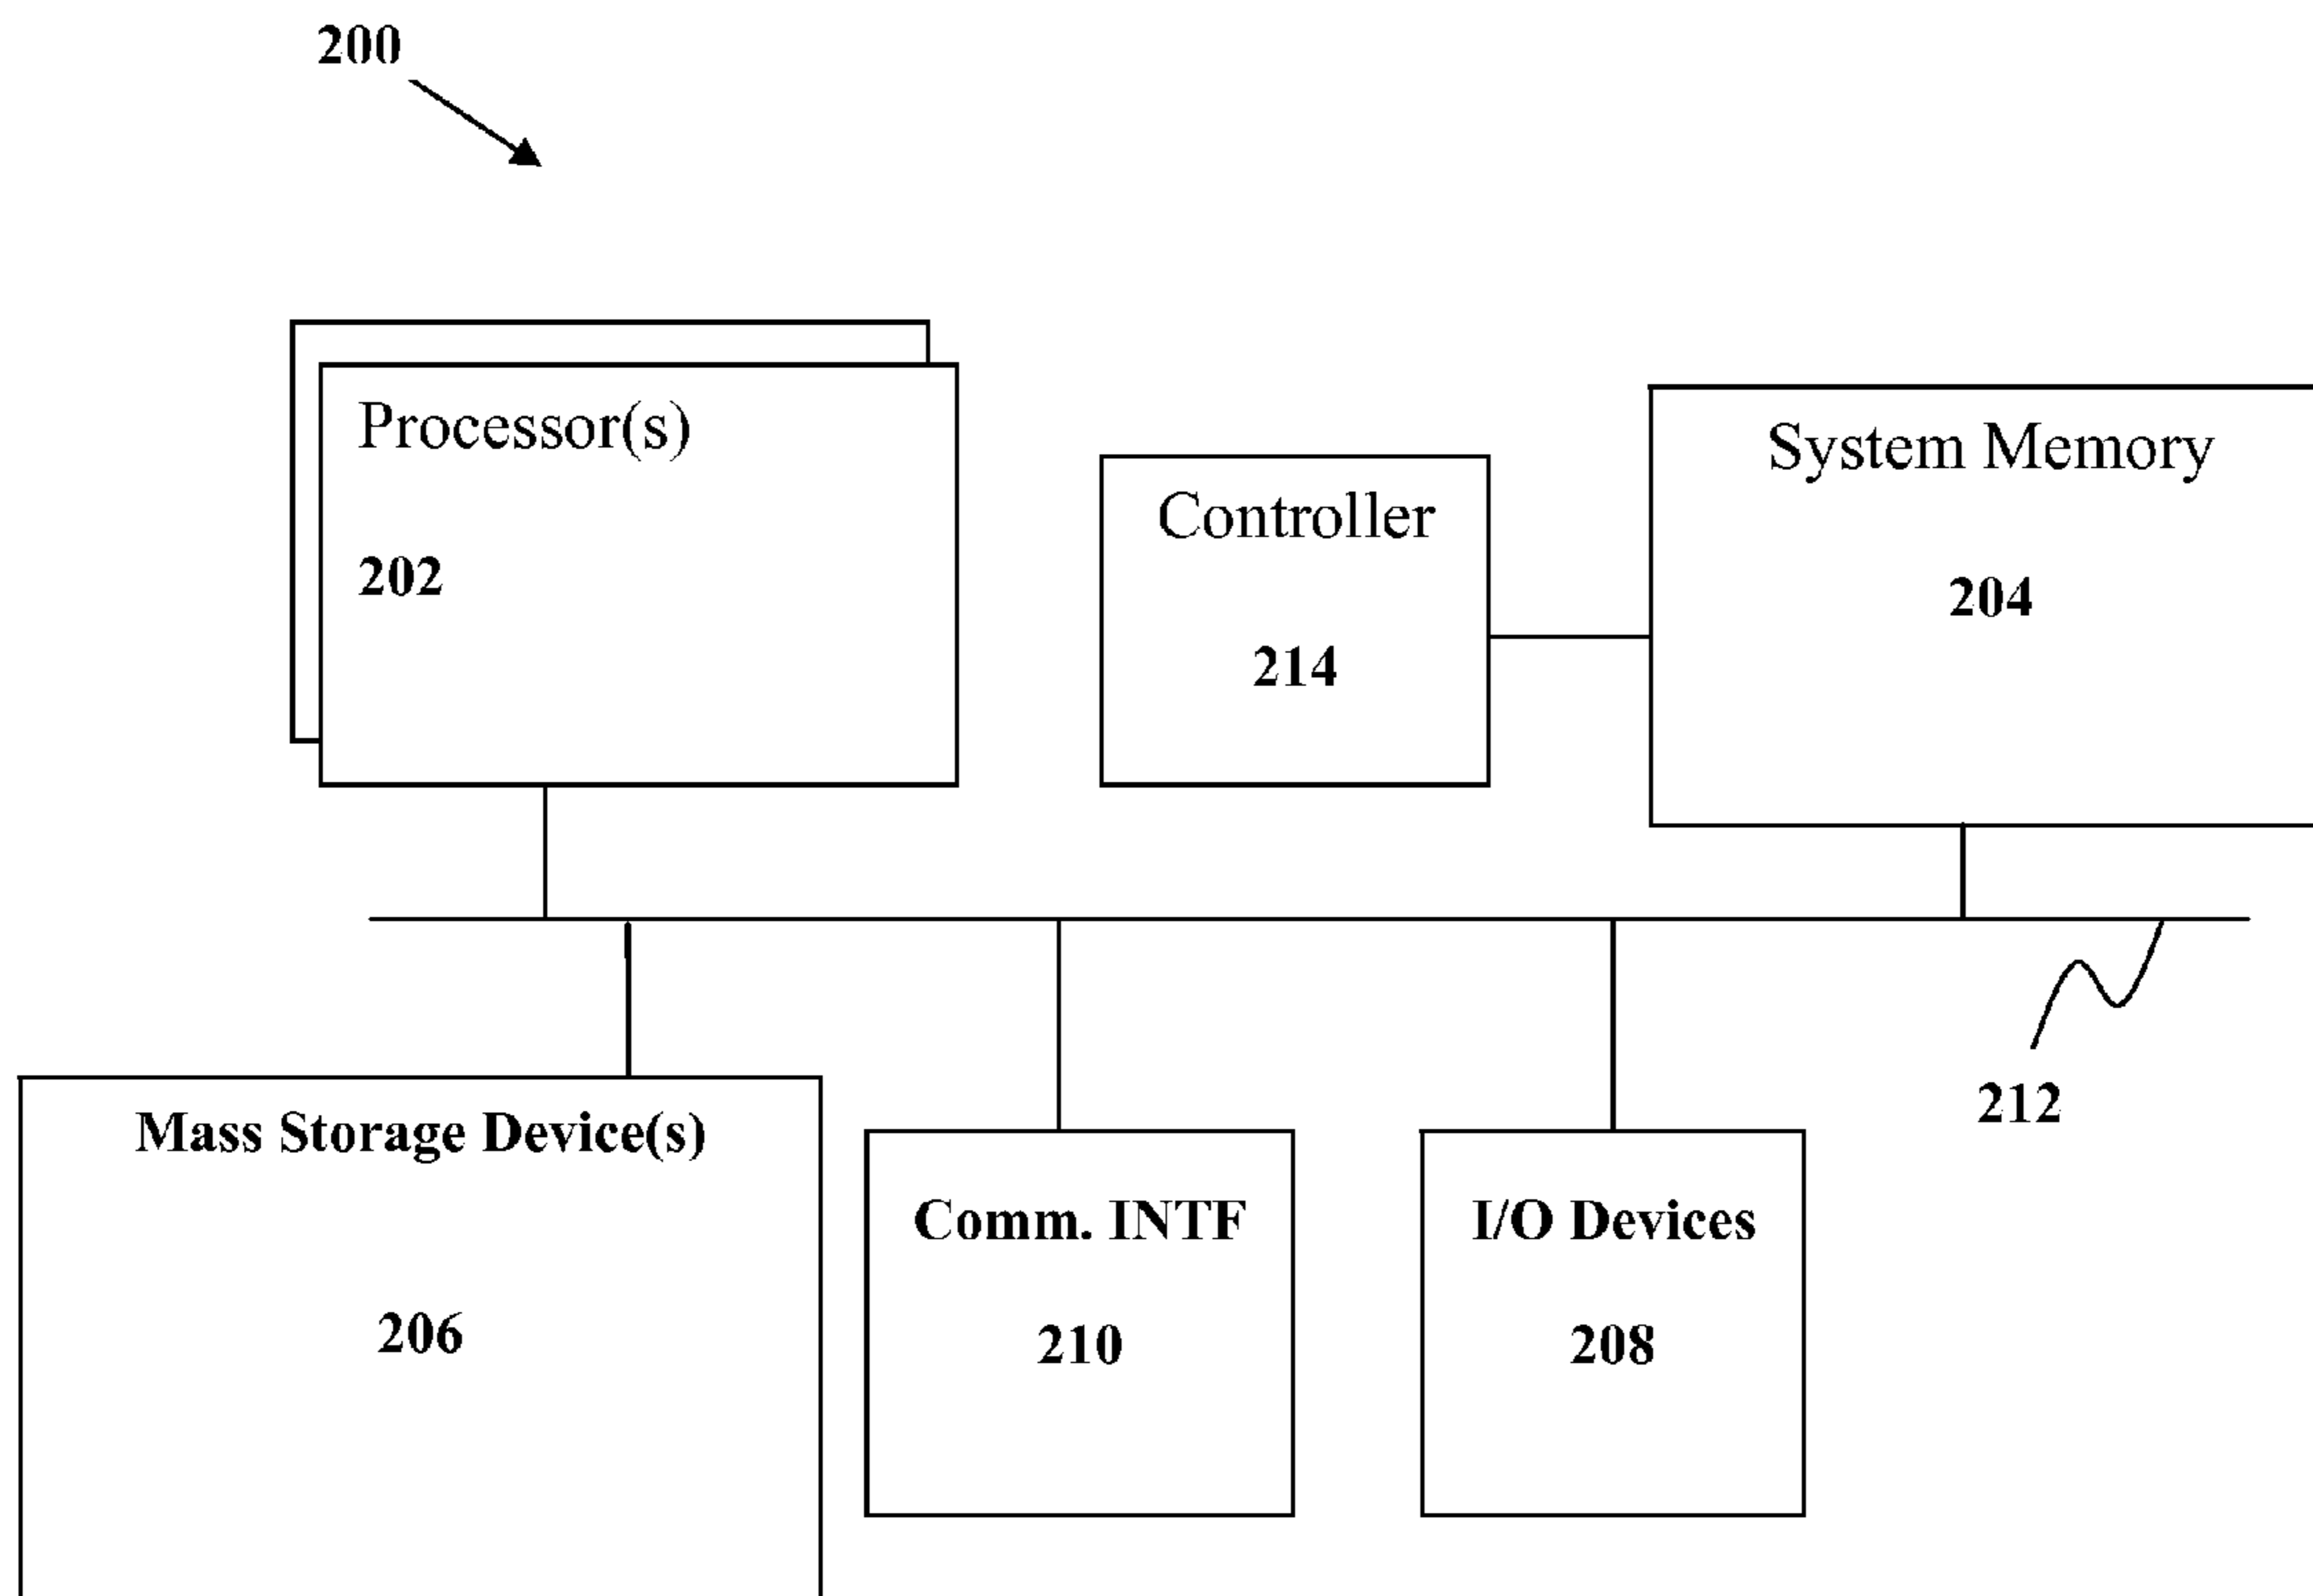 200
Processor(s)
202
Controller
214
System Memory
204
212
Mass Storage Device(s)
206
Comm. INTF
210
I/O Devices
208